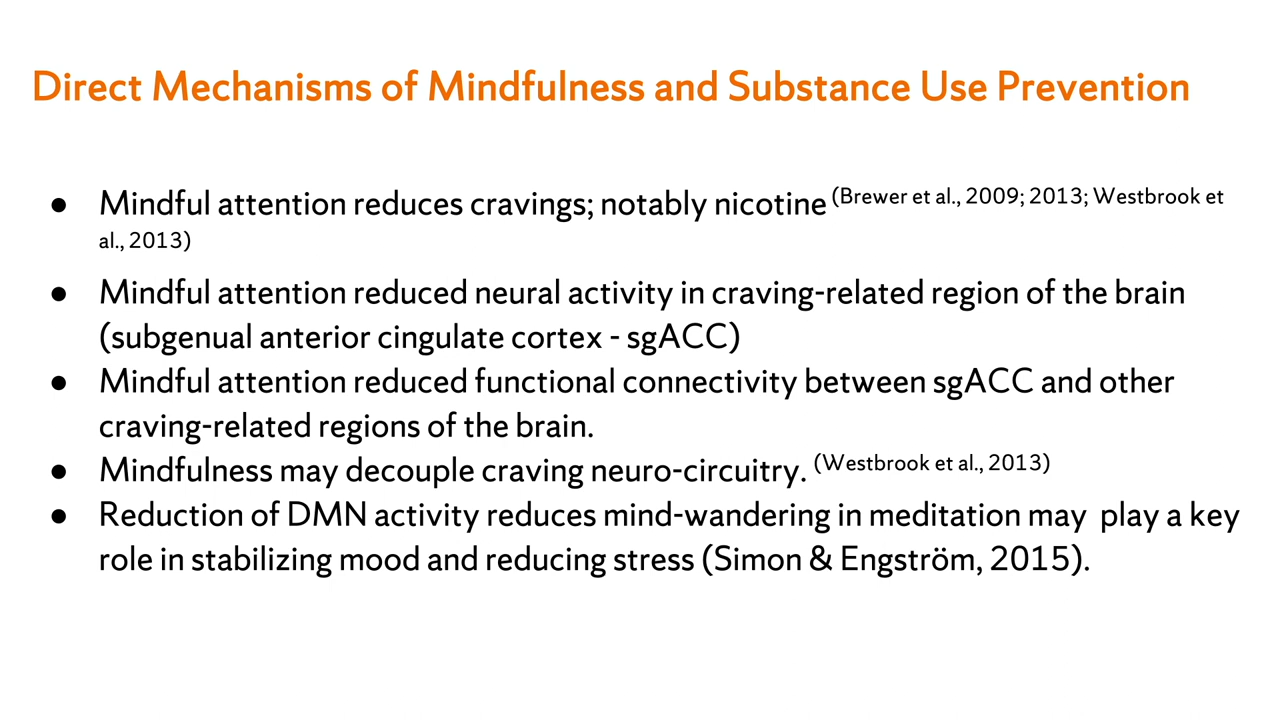 Direct Mechanisms of Mindfulness and Substance Use Prevention
● Mindful attention reduces cravings; notably nicotine (Brewer et al., 2009; 2013; Westbrook et
al., 2013)
● Mindful attention reduced neural activity in craving-related region of the brain
(subgenual anterior cingulate cortex - sgACC)
● Mindful attention reduced functional connectivity between sgACC and other
craving-related regions of the brain.
● Mindfulness may decouple craving neuro-circuitry. (Westbrook et al., 2013)
● Reduction of DMN activity reduces mind-wandering in meditation may  play a key
role in stabilizing mood and reducing stress (Simon & Engström, 2015).